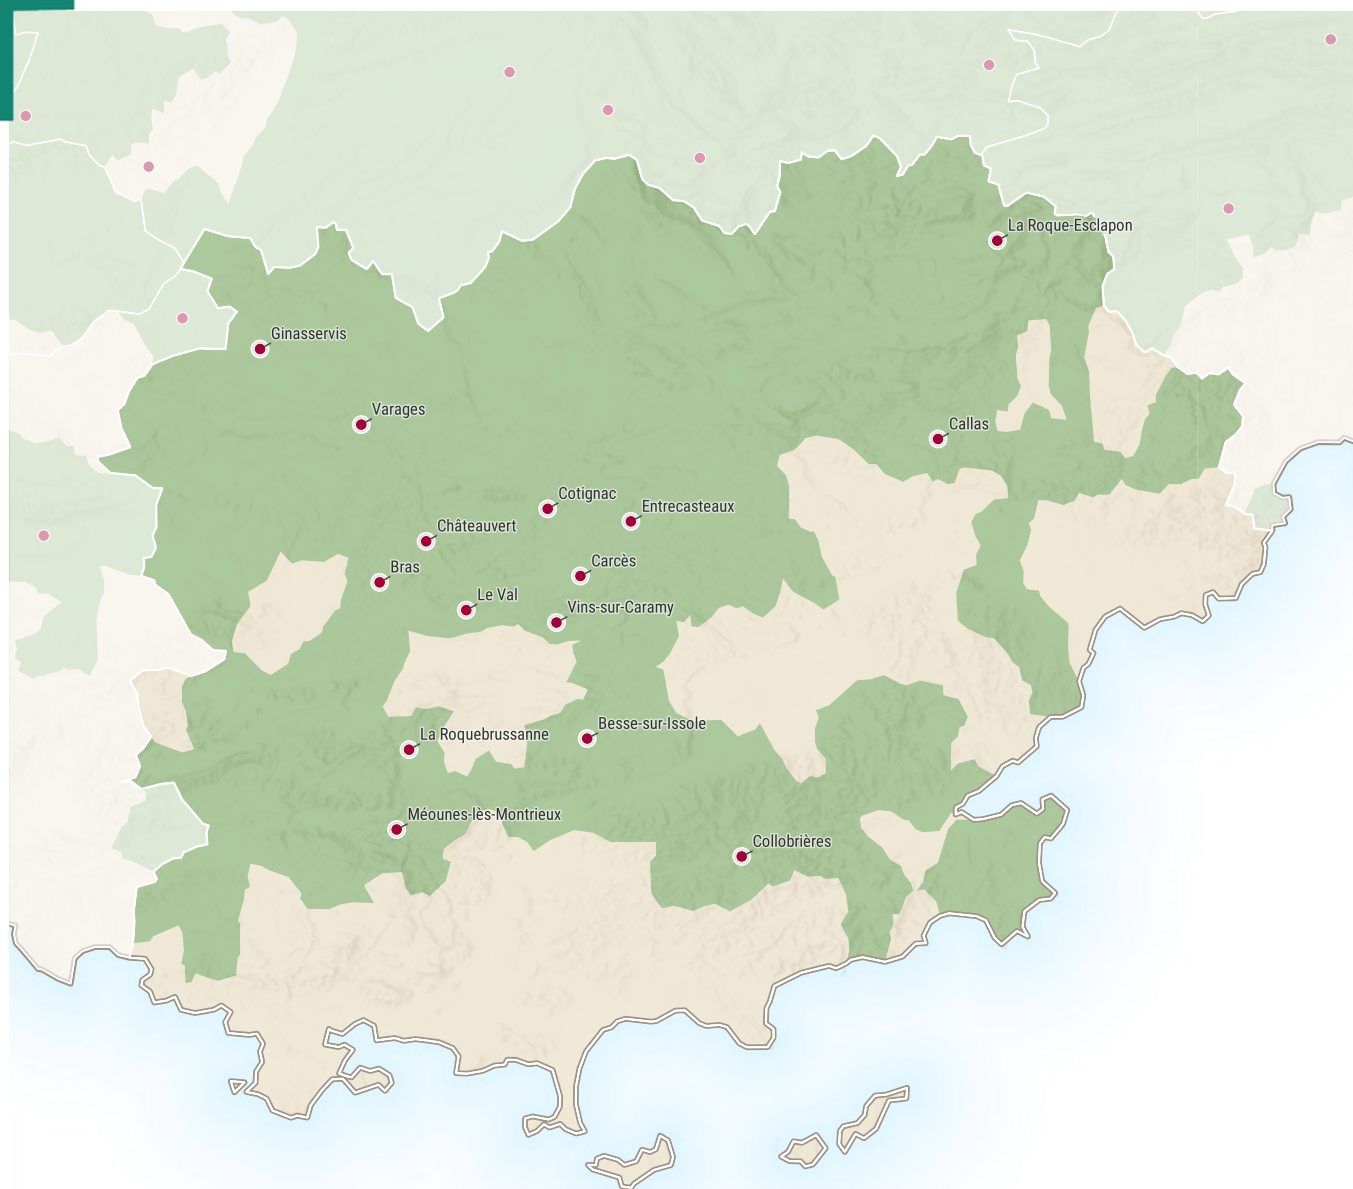 La Roque-Esclapon
Ginasservis
Varages
Callas
Cotignac
Entrecasteaux
Châteauvert
Carcès
Bras
Le Val
Vins-sur-Caramy
Besse-sur-Issole
La Roquebrussanne
Méounes-lès-Montrieux
Collobrières